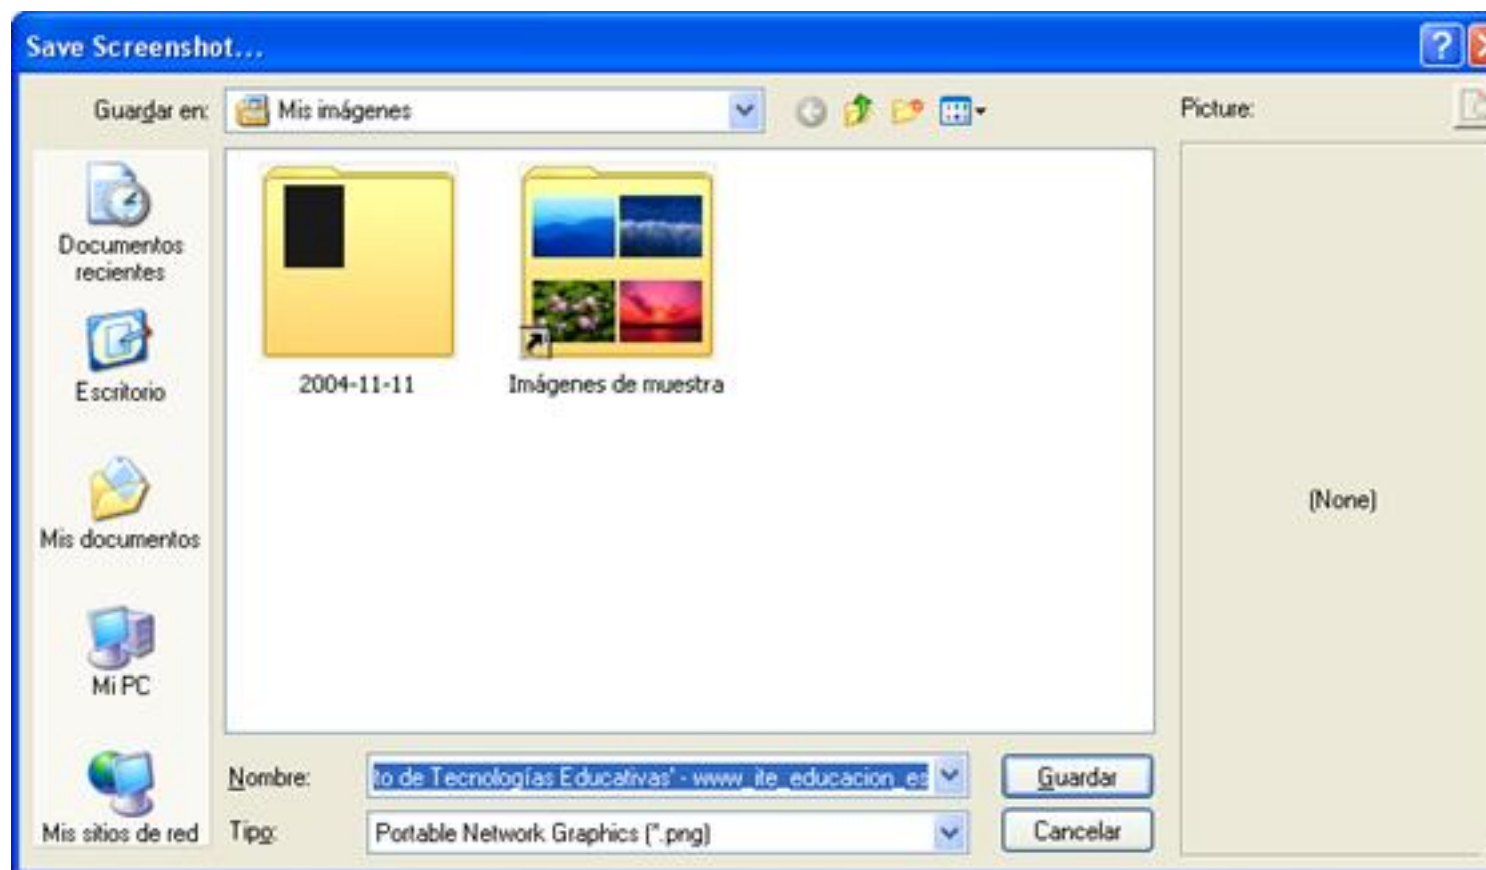 Save Screenshot...
Guardar en:
Mis imágenes
Picture:
Documentos
recientes
Escritorio
Mis documentos
Mi PC
Mis sitios de red
2004-11-11
Imágenes de muestra
(None)
Nombre:
to de Tecnologías Educativas' - www_ite_educacion_es
Guardar
Tipo:
Portable Network Graphics (*.png)
Cancelar